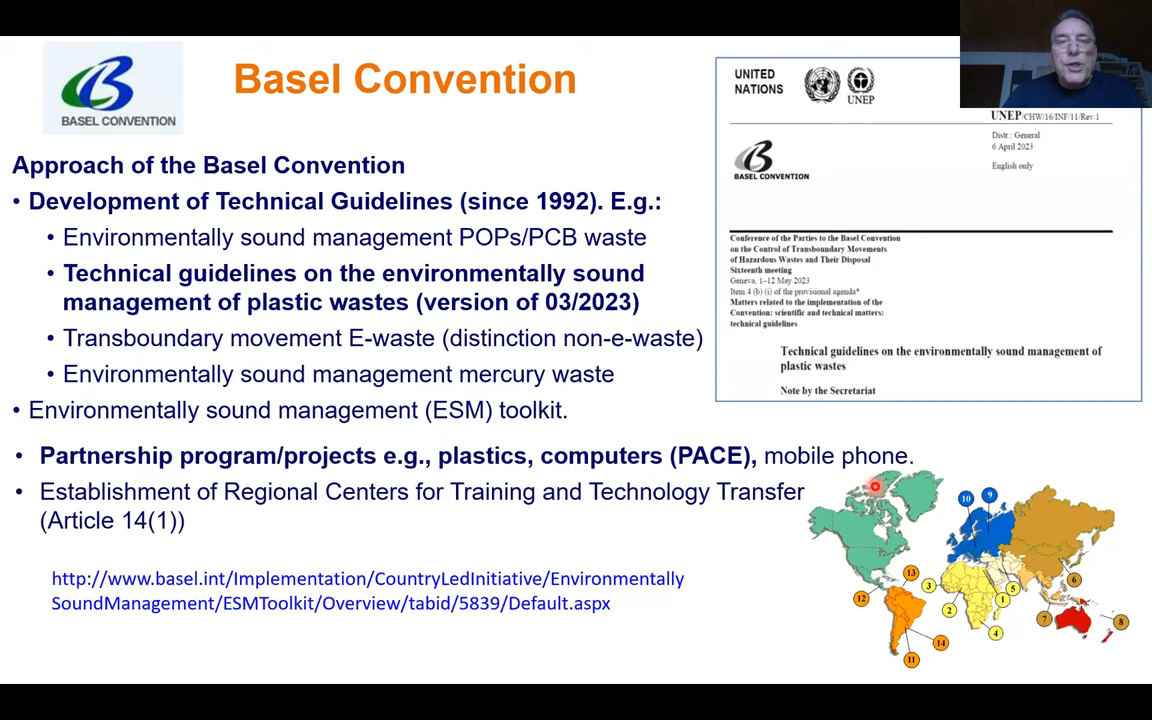 BASEL CONVENTION
Basel Convention
Approach of the Basel Convention
• Development of Technical Guidelines (since 1992). E.g.:
• Environmentally sound management POPs/PCB waste
• Technical guidelines on the environmentally sound
management of plastic wastes (version of 03/2023)
• Transboundary movement E-waste (distinction non-e-waste)
• Environmentally sound management mercury waste
• Environmentally sound management (ESM) toolkit.
• Partnership program/projects e.g., plastics, computers (PACE), mobile phone.
• Establishment of Regional Centers for Training and Technology Transfer
(Article 14(1))
http://www.basel.int/Implementation/CountryLedInitiative/Environmentally
SoundManagement/ESMToolkit/Overview/tabid/5839/Default.aspx
UNITED
NATIONS
UNEP
UNEP/CHW/16/INF/11/Rev.1
Distr.: General
6 April 2023
English only
BASEL CONVENTION
Conference of the Parties to the Basel Convention
on the Control of Transboundary Movements
of Hazardous Wastes and Their Disposal
Sixteenth meeting
Geneva, 1–12 May 2023
Item 4 (b) (i) of the provisional agenda*
Matters related to the implementation of the
Convention: scientific and technical matters:
technical guidelines
Technical guidelines on the environmentally sound management of
plastic wastes
Note by the Secretariat
10
9
13
3
5
6
12
1
2
7
8
4
14
11